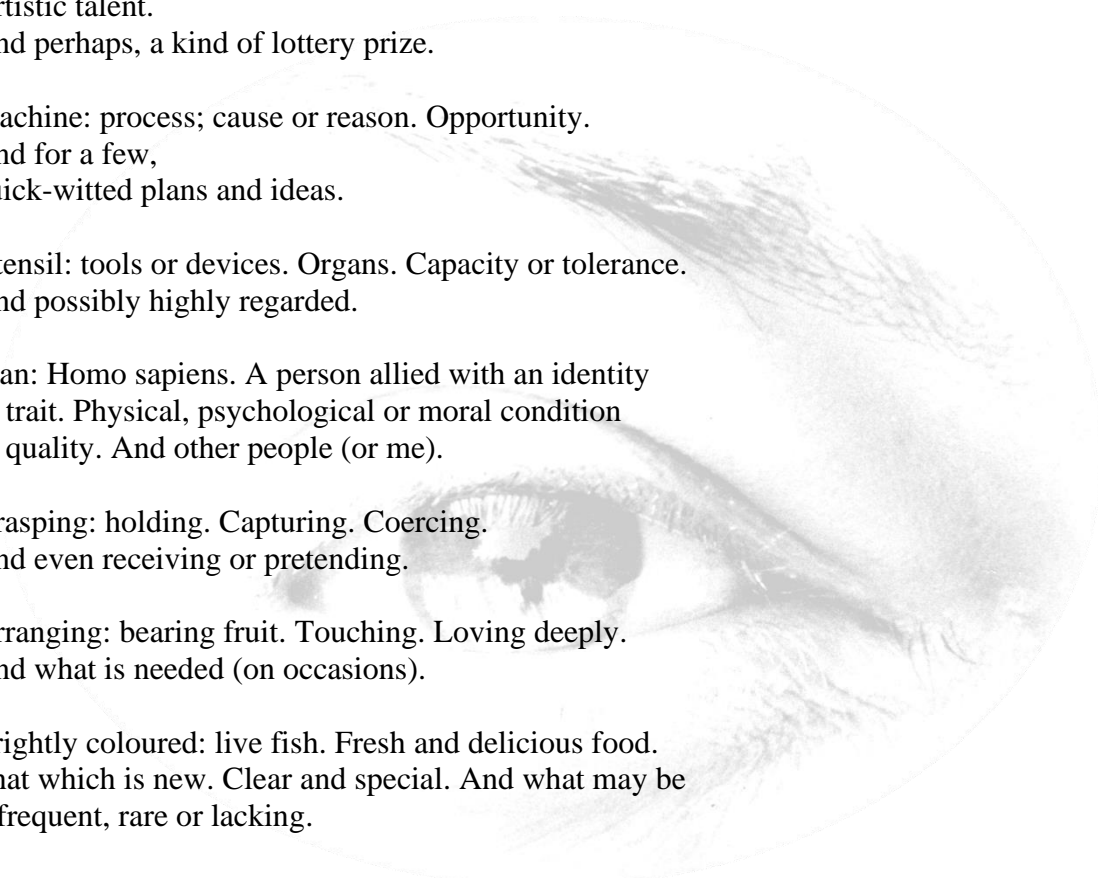 rtistic talent.
nd perhaps, a kind of lottery prize.
achine: process; cause or reason. Opportunity.
nd for a few,
uick-witted plans and ideas.
tensil: tools or devices. Organs. Capacity or tolerance.
nd possibly highly regarded.
an: Homo sapiens. A person allied with an identity
trait. Physical, psychological or moral condition
quality. And other people (or me).
rasping: holding. Capturing. Coercing.
nd even receiving or pretending.
rranging: bearing fruit. Touching. Loving deeply.
nd what is needed (on occasions).
rightly coloured: live fish. Fresh and delicious food.
hat which is new. Clear and special. And what may be
frequent, rare or lacking.